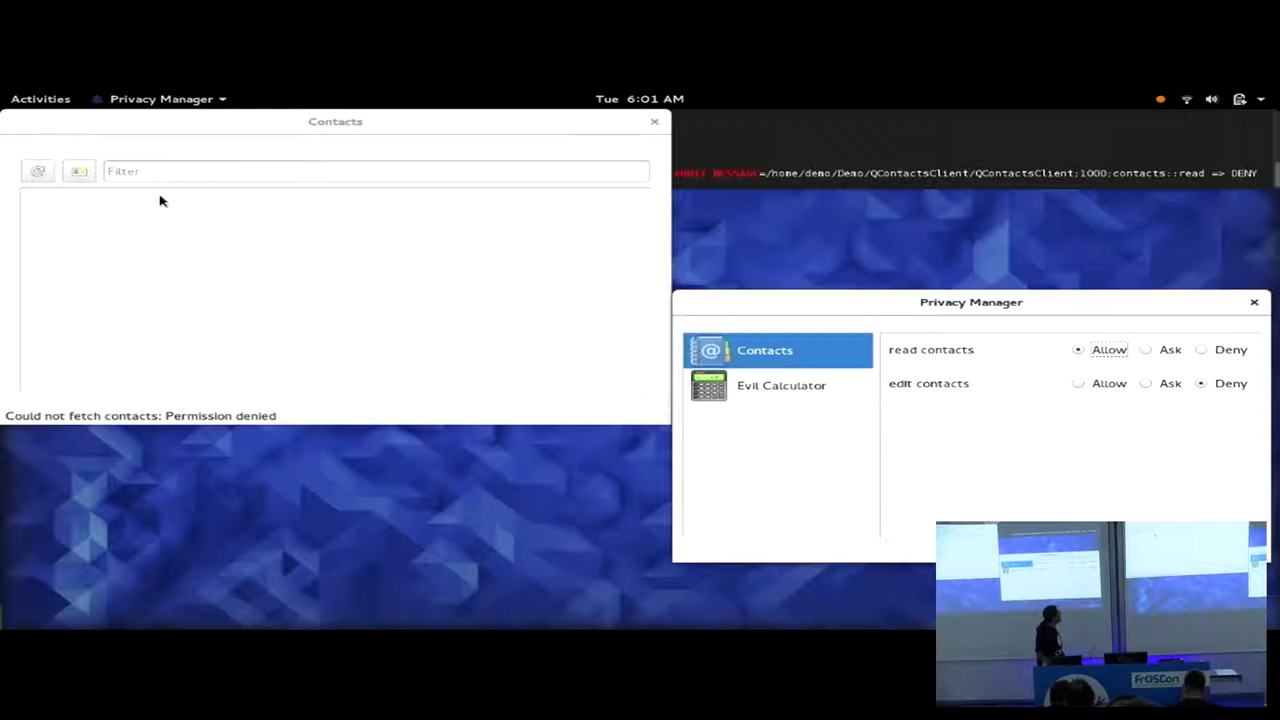 Activities
Privacy Manager
Tue 6:01 AM
Contacts
Filter
AUDIT MESSAGE=/home/demo/Demo/QContactsClient/QContactsClient;1000;contacts::read => DENY
Could not fetch contacts: Permission denied
Privacy Manager
Contacts
Evil Calculator
read contacts Allow Ask Deny
edit contacts Allow Ask Deny
FrOSCon